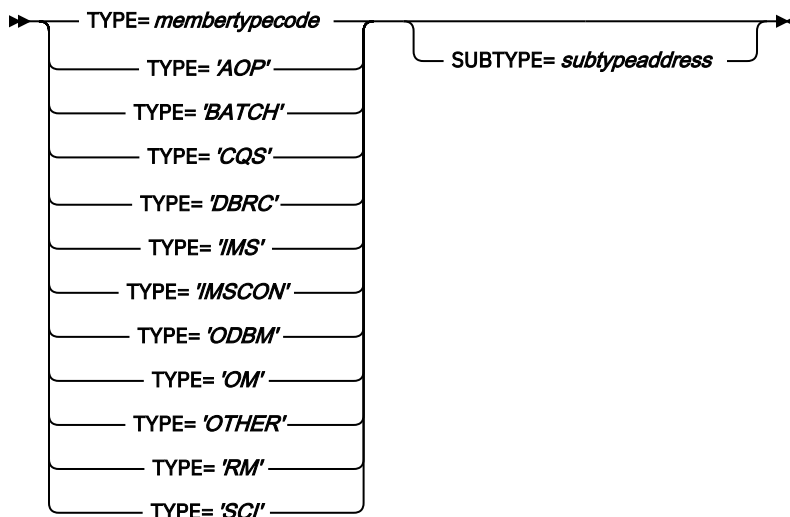 TYPE= membertypecode
SUBTYPE= subtypeaddress
TYPE= 'AOP'
TYPE= 'BATCH'
TYPE= 'CQS'
TYPE= 'DBRC'
TYPE= 'IMS'
TYPE= 'IMSCON'
TYPE= 'ODBM'
TYPE= 'OM'
TYPE= 'OTHER'
TYPE= 'RM'
TYPE= 'SCI'